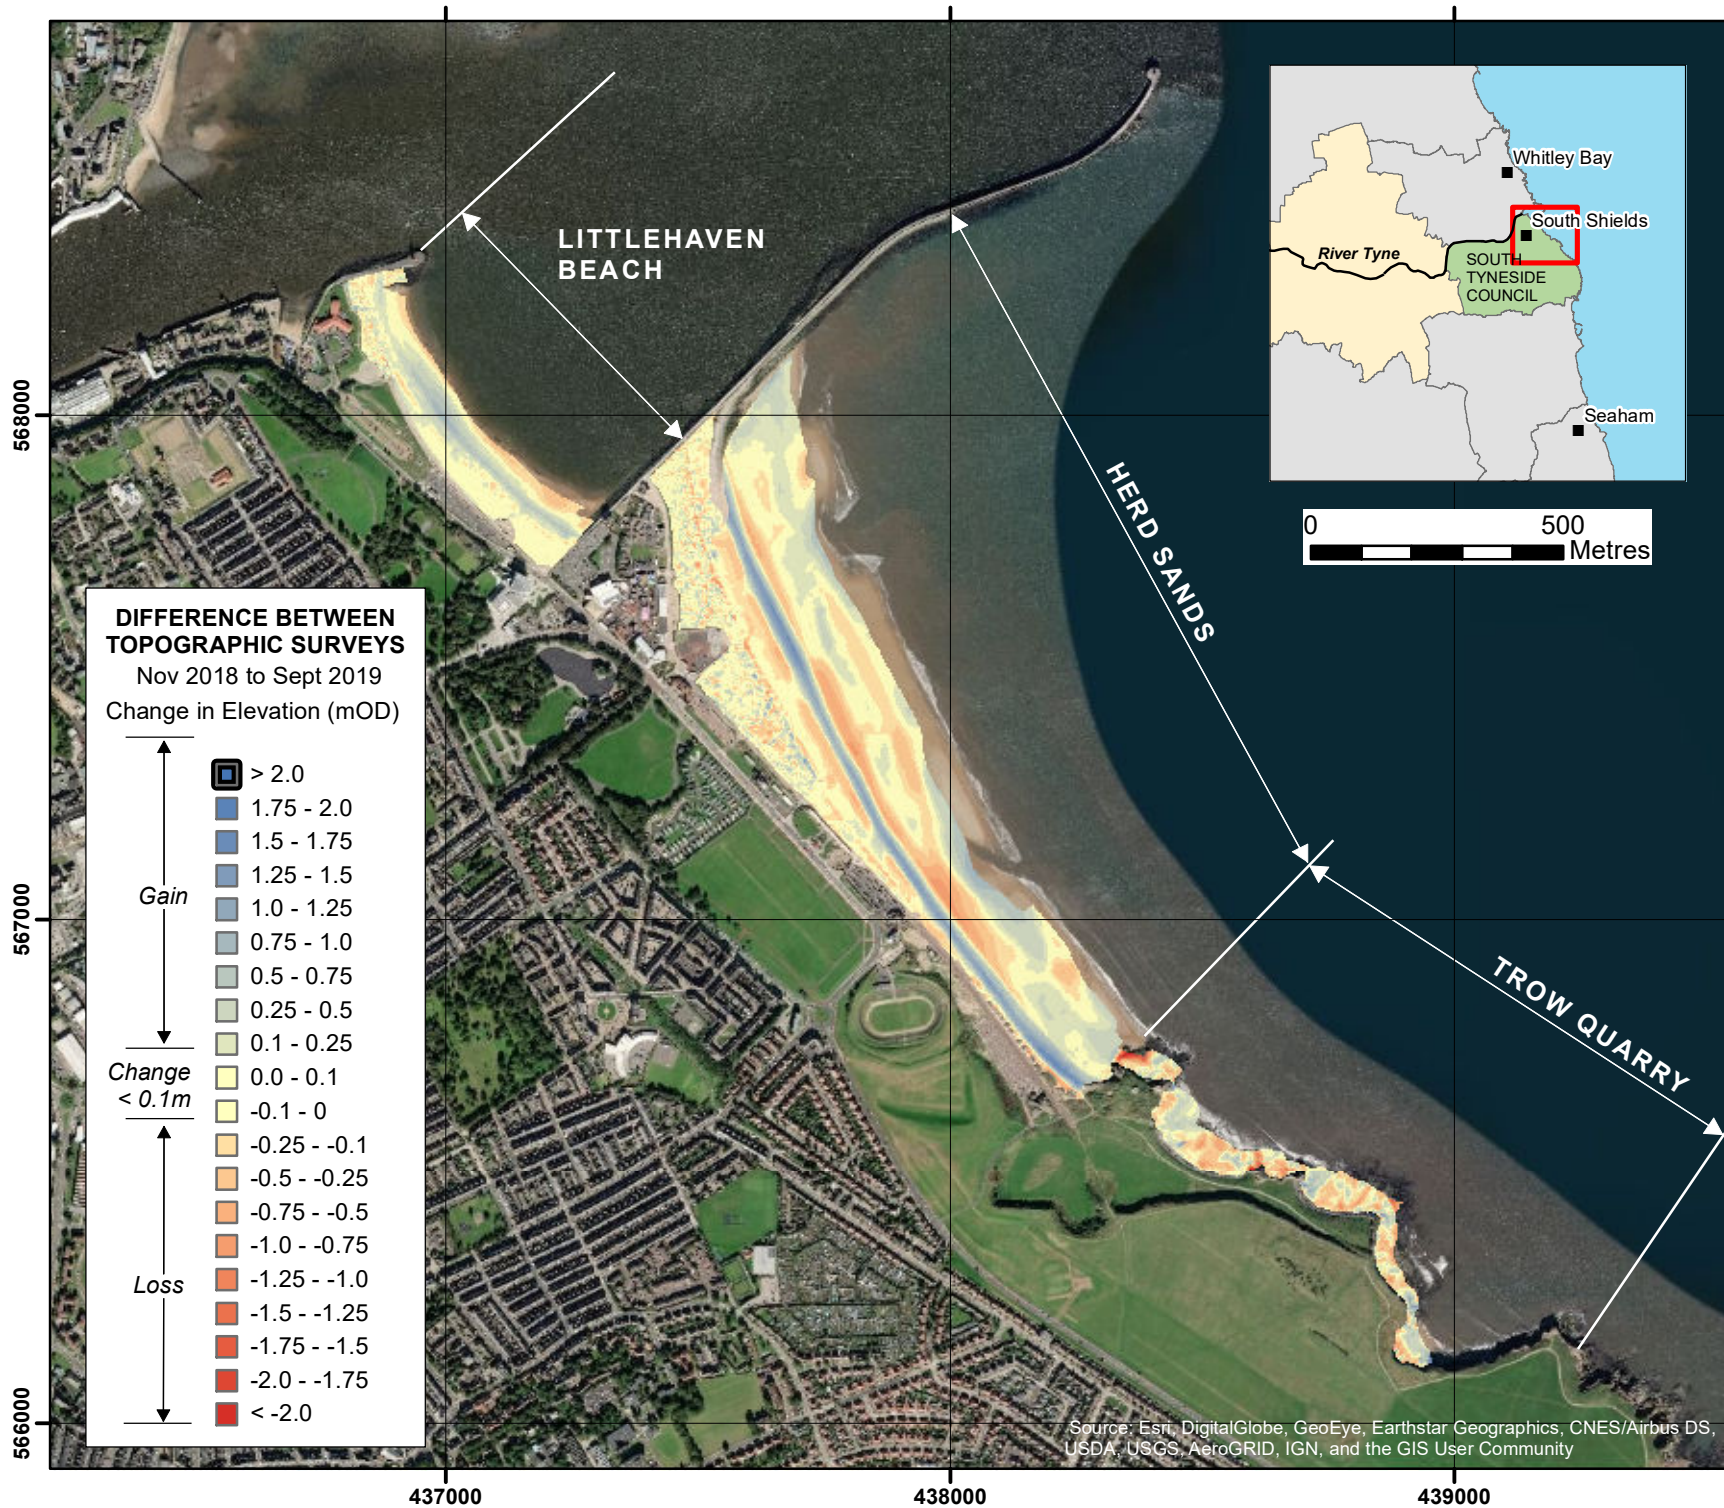 LITTLEHAVEN
BEACH
HERD SANDS
TROW QUARRY
Whitley Bay
South Shields
River Tyne
SOUTH
TYNESIDE
COUNCIL
Seaham
0 500
Metres
568000
567000
566000
DIFFERENCE BETWEEN
TOPOGRAPHIC SURVEYS
Nov 2018 to Sept 2019
Change in Elevation (mOD)
Gain
Change
< 0.1m
Loss
> 2.0
1.75 - 2.0
1.5 - 1.75
1.25 - 1.5
1.0 - 1.25
0.75 - 1.0
0.5 - 0.75
0.25 - 0.5
0.1 - 0.25
0.0 - 0.1
-0.1 - 0
-0.25 - -0.1
-0.5 - -0.25
-0.75 - -0.5
-1.0 - -0.75
-1.25 - -1.0
-1.5 - -1.25
-1.75 - -1.5
-2.0 - -1.75
< -2.0
Source: Esri, DigitalGlobe, GeoEye, Earthstar Geographics, CNES/Airbus DS,
USDA, USGS, AeroGRID, IGN, and the GIS User Community
437000
438000
439000